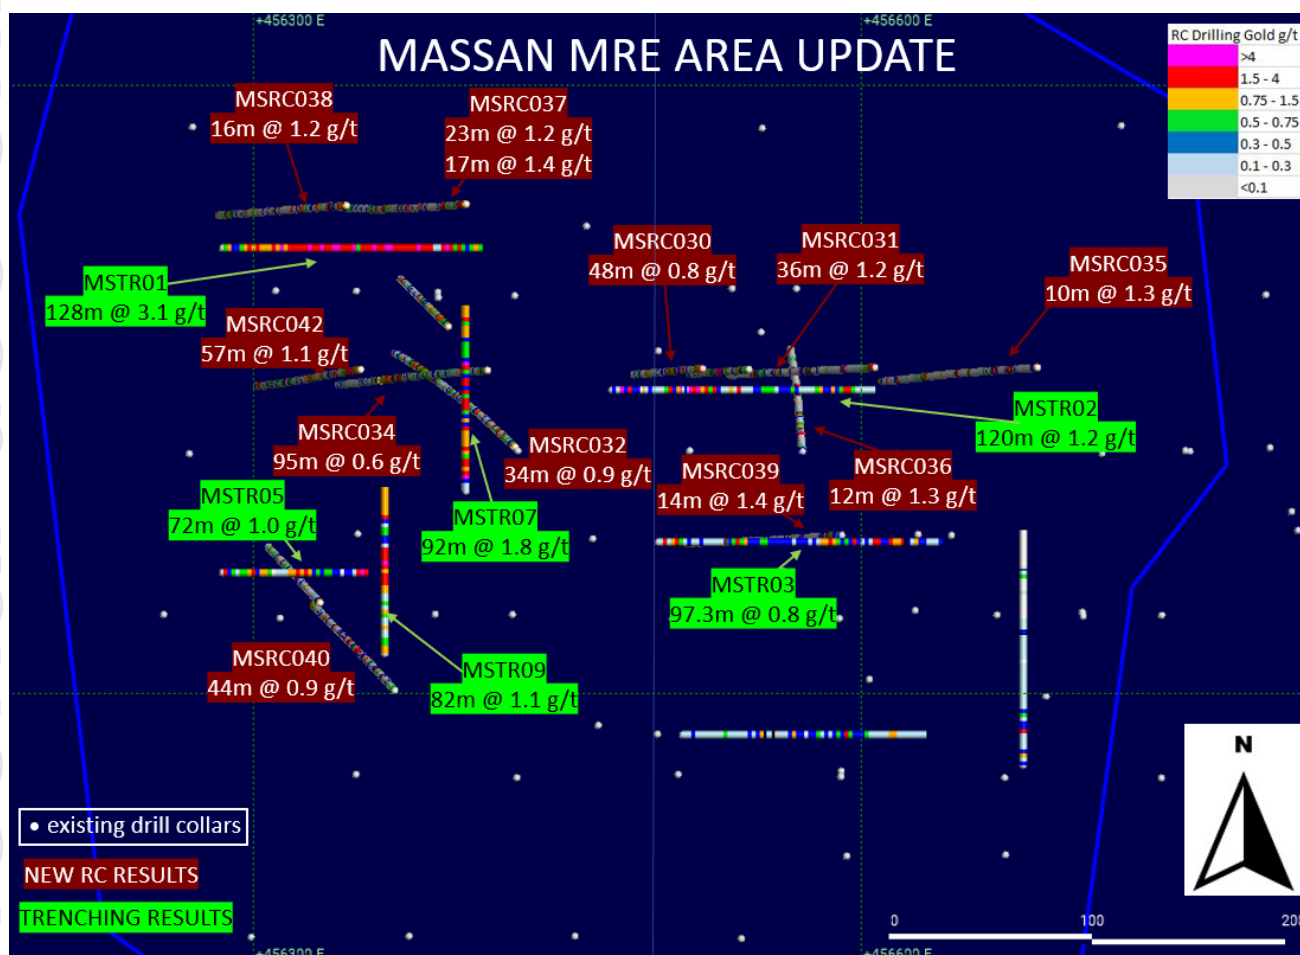 +456300 E
+456600 E
MASSAN MRE AREA UPDATE
RC Drilling Gold g/t
>4
1.5 - 4
0.75 - 1.5
0.5 - 0.75
0.3 - 0.5
0.1 - 0.3
<0.1
MSRC038
16m @ 1.2 g/t
MSRC037
23m @ 1.2 g/t
17m @ 1.4 g/t
MSTR01
128m @ 3.1 g/t
MSRC030
48m @ 0.8 g/t
MSRC031
36m @ 1.2 g/t
MSRC035
10m @ 1.3 g/t
MSRC042
57m @ 1.1 g/t
MSRC034
95m @ 0.6 g/t
MSRC032
34m @ 0.9 g/t
MSTR02
120m @ 1.2 g/t
MSRC039
14m @ 1.4 g/t
MSRC036
12m @ 1.3 g/t
MSTR05
72m @ 1.0 g/t
MSTR07
92m @ 1.8 g/t
MSTR03
97.3m @ 0.8 g/t
MSRC040
44m @ 0.9 g/t
MSTR09
82m @ 1.1 g/t
N
• existing drill collars
NEW RC RESULTS
TRENCHING RESULTS
0
100
200
+456300 E
+456600 E